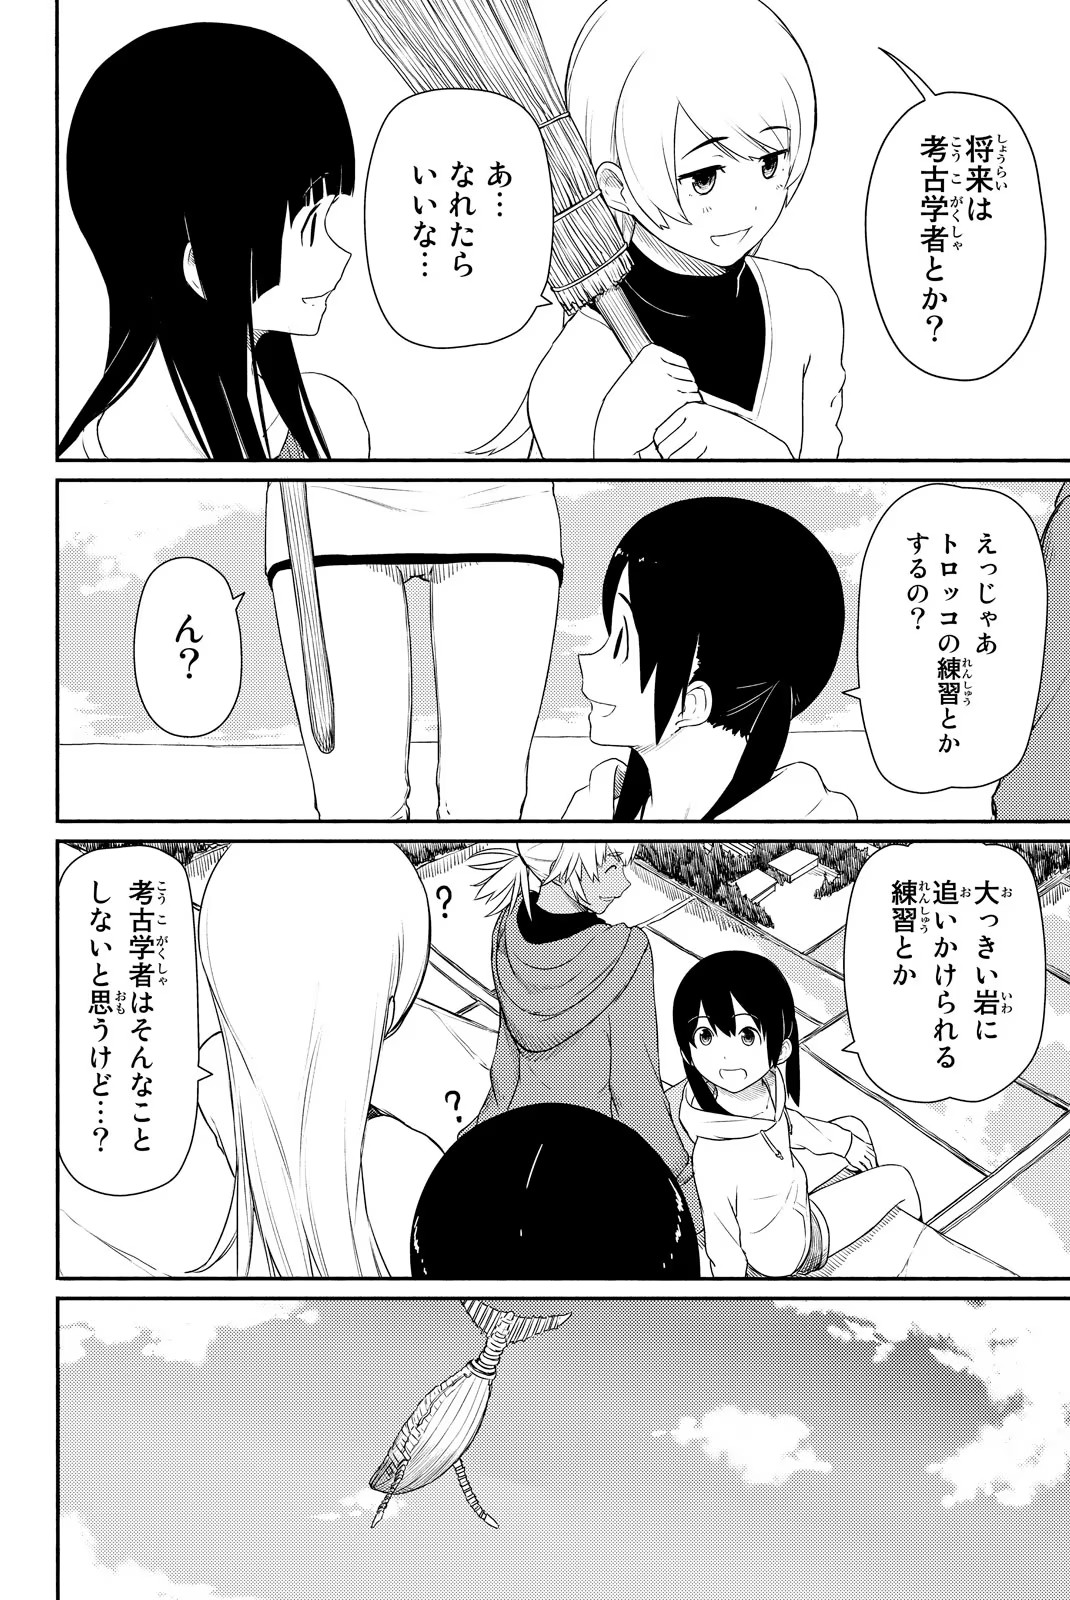 将来は
考古学者とか?
あ…
なれたら
いいな…
えっじゃあ
トロッコの練習とか
するの?
ん?
大っきい岩に
追いかけられる
練習とか
?
?
考古学者はそんなこと
しないと思うけど…?